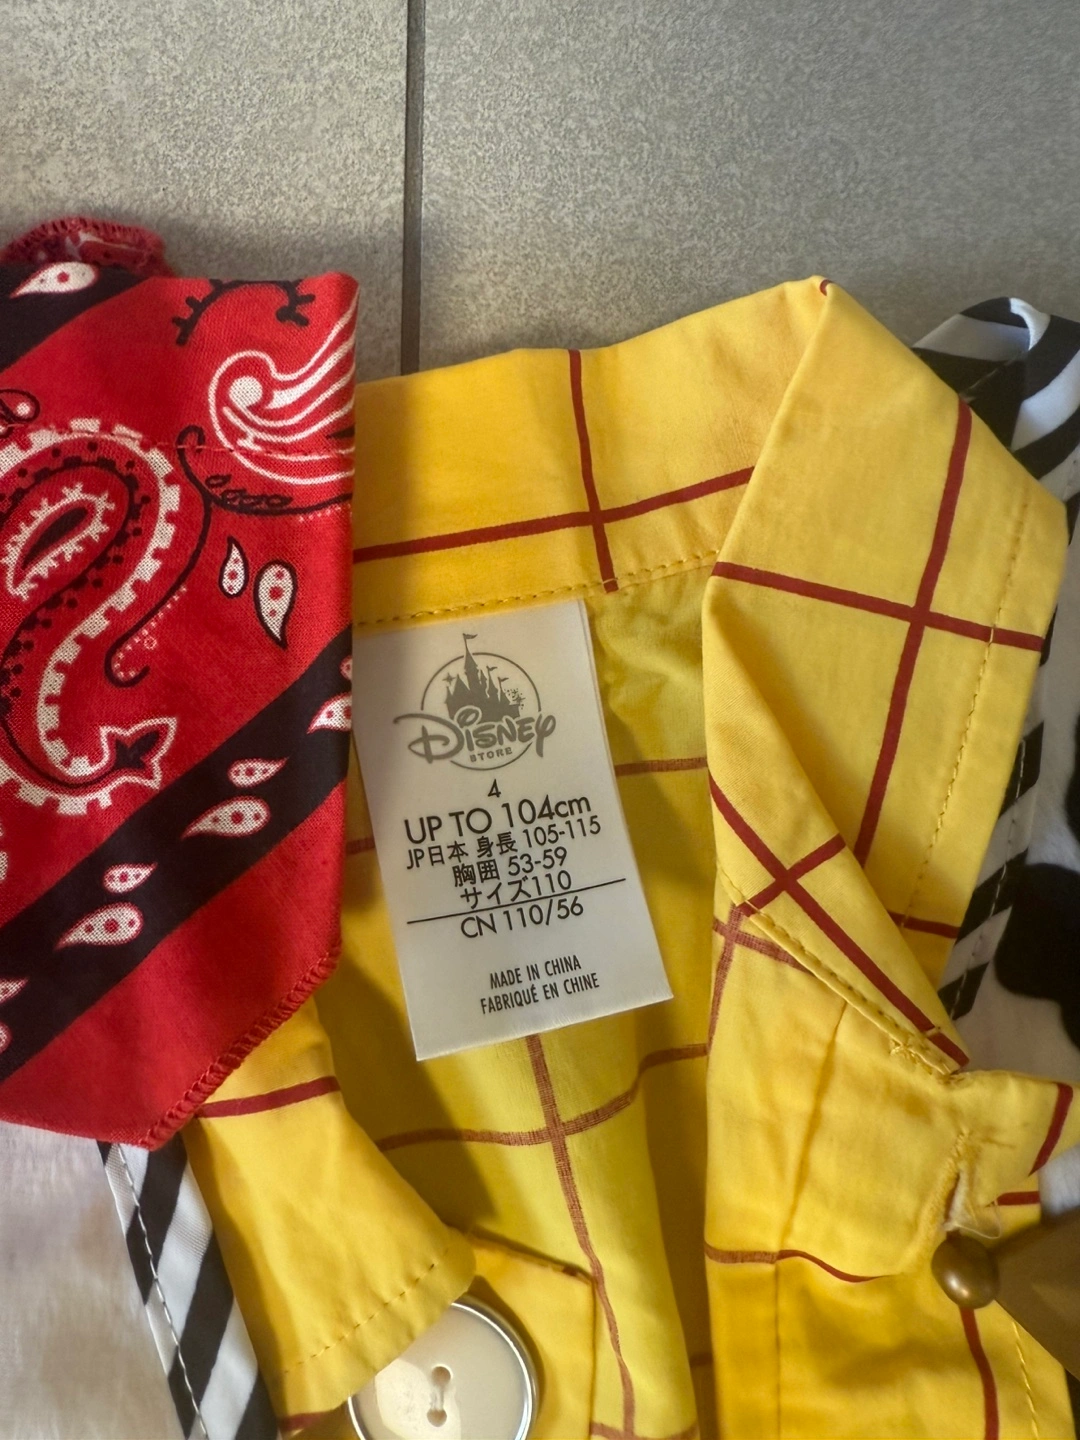 Disney
STORE
4
UP TO 104cm
JP日本 身長 105-115
胸囲 53-59
サイズ110
CN 110/56
MADE IN CHINA
FABRIQUÉ EN CHINE